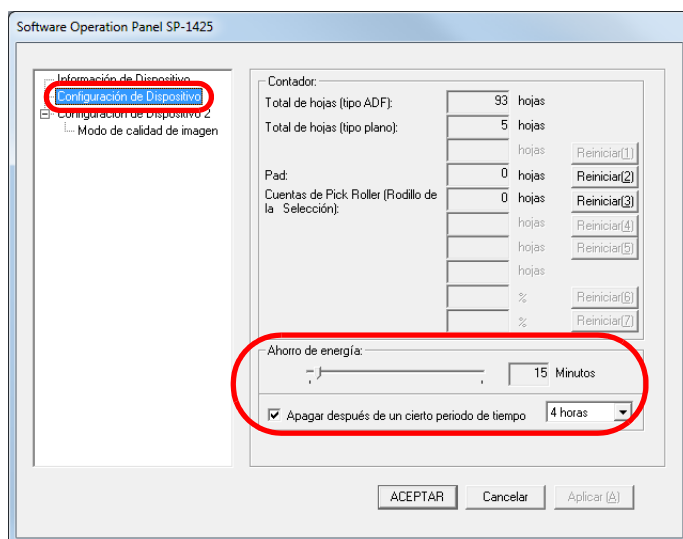 Software Operation Panel SP-1425
Información de Dispositivo
Configuración de Dispositivo
Configuración de Dispositivo 2
Modo de calidad de imagen
Contador:
Total de hojas (tipo ADF): 93 hojas
Total de hojas (tipo plano): 5 hojas
hojas Reiniciar(1)
Pad: 0 hojas Reiniciar(2)
Cuentas de Pick Roller (Rodillo de la Selección): 0 hojas Reiniciar(3)
hojas Reiniciar(4)
hojas Reiniciar(5)
hojas
% Reiniciar(6)
% Reiniciar(7)
Ahorro de energía:
15 Minutos
Apagar después de un cierto periodo de tiempo 4 horas
ACEPTAR Cancelar Aplicar (A)